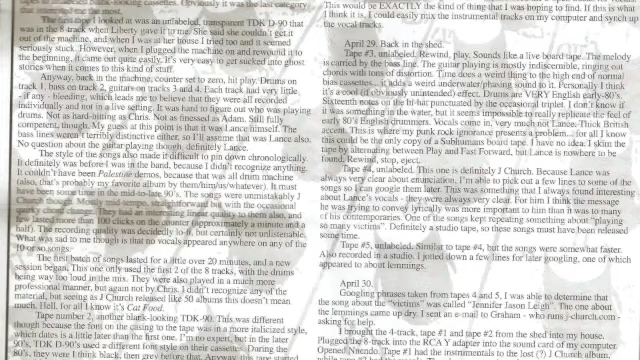 tapes in black-looking cassettes. Obviously it was the last category
The first tape I looked at was an unlabeled, transparent TDK D-90 that
was in the 8-track when Liberty gave it to me. She said she couldn't get it
out of the machine, and when I was at her house I tried too and it seemed
seriously stuck. However, when I plugged the machine on and rewound it to
the beginning, it came out quite easily. It's very easy to get sucked into ghost
stories when it comes to this kind of stuff.
Anyway, back in the machine, counter set to zero, hit play. Drums on
track 1, bass on track 2, guitars on tracks 3 and 4. Each track had very little
- if any - bleeding, which leads me to believe that they were all recorded
individually and not in a live setting. It was hard to figure out who was playing
drums. Not as hard-hitting as Chris. Not as finessed as Adam. Still fully
competent, though. My guess at this point is that it was Lance himself. The
bass lines weren't terribly distinctive either, so I'll assume that was Lance also.
No question about the guitar playing though, definitely Lance.
The style of the songs also made it difficult to pin down chronologically.
It definitely was before I was in the band, because I didn't recognize anything.
It couldn't have been Palestine demos, because that was all drum machine
(also, that's probably my favorite album by them/him/us/whatever). It must
have been some time in the mid-to-late 90's. The songs were unmistakably J
Church though. Mostly mid-tempo, straightforward, with the occasional
quirky chord change. They had an interesting quality to them also, and
few lasted more than 100 clicks on the counter (approximately a minute and a
half). The recording quality was decidedly lo-fi, but certainly not unlistenable.
What was sad to me though is that no vocals appeared anywhere on any of the
10 or so songs.
The first batch of songs lasted for a little over 20 minutes, and a new
session began. This one only used the first 2 of the 8 tracks, with the drums
being way too loud in the mix. They were also played in a much more
professional manner, but again not by Chris. I didn't recognize any of the
material, but seeing as J Church released like 50 albums this doesn't mean
much. Hell, for all I know it's Cat Food.
Tape number 2, another black-looking TDK-90. This was different
though because the font on the casing to the tape was in a more italicized style,
which dates is a little later than the first one. I'm no expert, but in the later
90's, TDK D-90's used a different font style on their cassettes. During the
80's, they were I think black, then grey before that. Anyway this tape started
would be EXACTLY the kind of thing that I was hoping to find. If this is what
I think it is, I could easily mix the instrumental tracks on my computer and synch up
the vocal tracks.
April 29. Back in the shed.
Tape #3, unlabeled. Rewind, play. Sounds like a live board tape. The melody
is carried by the bass line. The guitar playing is mostly indiscernible, ringing out
chords with tons of distortion. Time does a weird thing to the high end of normal
bias cassettes... it adds a weird underwater/phasing sound to it. Personally I think
it's a cool (if obviously unintended) effect. Drums are VERY English early-80's.
Sixteenth notes on the hi-hat punctuated by the occasional triplet. I don't know if
it was something in the water, but it seems impossible to really replicate the feel of
early 80's English drummers. Vocals come in, very much not Lance. Thick British
accent. This is where my punk rock ignorance presents a problem... for all I know
this could be the only copy of a Subhumans board tape. I have no idea. I skim the
tape by alternating between Play and Fast Forward, but Lance is nowhere to be
found. Rewind, stop, eject.
Tape #4, unlabeled. This one is definitely J Church. Because Lance was
always very clear about enunciation, I'm able to pick out a few lines to some of the
songs so I can google them later. This was something that I always found interesting
about Lance's vocals - they were always very clear. For him I think the message
he was trying to convey lyrically was more important to him than it was to many
of his contemporaries. One of the songs kept repeating something about "playing
so many victims". Definitely a studio tape, so these songs must have been released
some time.
Tape #5, unlabeled. Similar to tape #4, but the songs were somewhat faster.
Also recorded in a studio. I jotted down a few lines for later googling, one of which
appeared to about lemmings.
April 30.
Googling phrases taken from tapes 4 and 5, I was able to determine that
the song about the "victims" was called "Jennifer Jason Leigh". The one about
the lemmings came up dry. I sent an e-mail to Graham - who runs j-church.com -
asking for help.
I brought the 4-track, tape #1 and tape #2 from the shed into my house.
Plugged the 8-track into the RCA Y adapter into the sound card of my computer.
Opened Nuendo. Tape #1 had the instrumentals to the lost (?) J Church album,